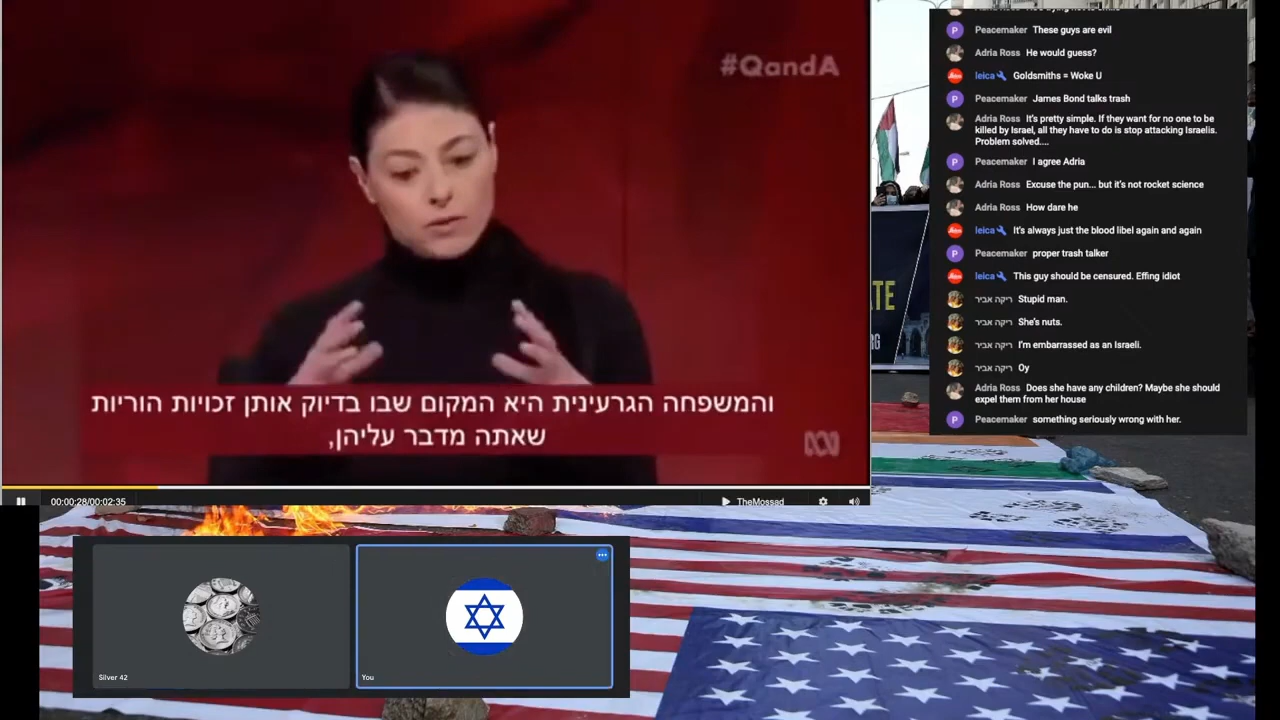 #QandA
והמשפחה הגרעינית היא המקום שבו בדיוק אותן זכויות הוריות
שאתה מדבר עליהן,
00:00:28/00:02:35
TheMossad
Peacemaker These guys are evil
Adria Ross He would guess?
leica Goldsmiths = Woke U
Peacemaker James Bond talks trash
Adria Ross It's pretty simple. If they want for no one to be
killed by Israel, all they have to do is stop attacking Israelis.
Problem solved....
Peacemaker I agree Adria
Adria Ross Excuse the pun... but it's not rocket science
Adria Ross How dare he
leica It's always just the blood libel again and again
Peacemaker proper trash talker
leica This guy should be censured. Effing idiot
ריקה אביר Stupid man.
ריקה אביר She's nuts.
ריקה אביר I'm embarrassed as an Israeli.
ריקה אביר Oy
Adria Ross Does she have any children? Maybe she should
expel them from her house
Peacemaker something seriously wrong with her.
Silver 42
You